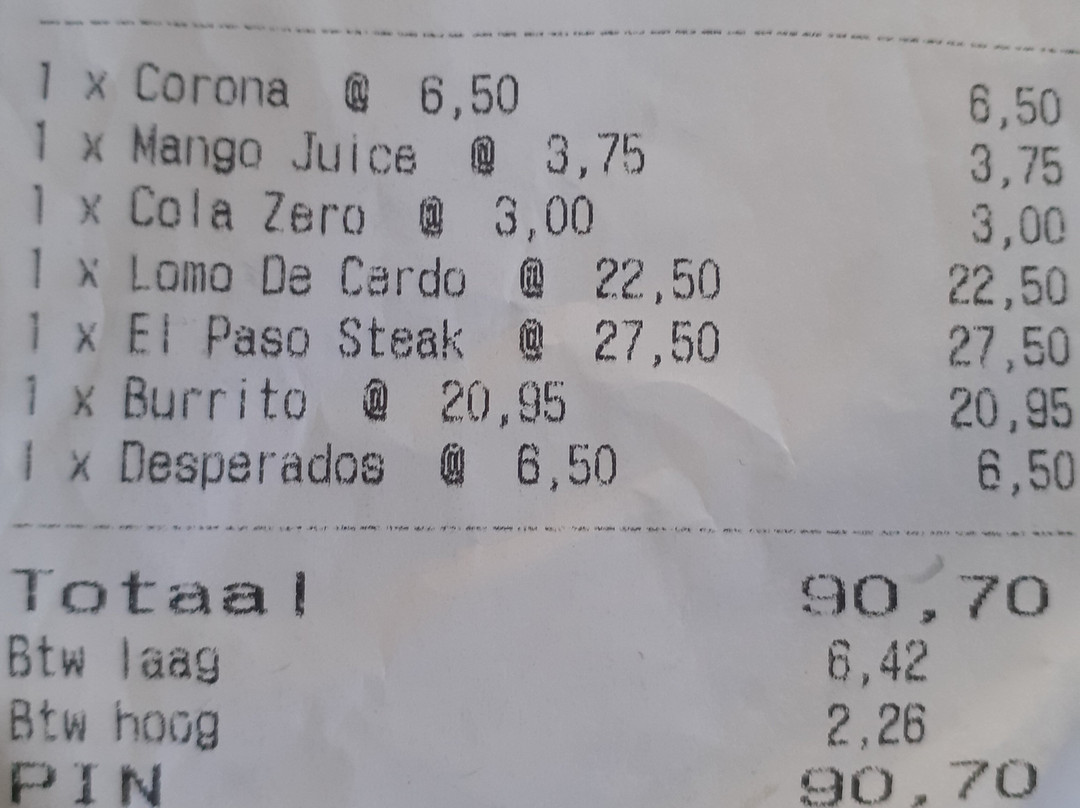 1 x Corona @ 6,50 6,50
1 x Mango Juice @ 3,75 3,75
1 x Cola Zero @ 3,00 3,00
1 x Lomo De Cerdo @ 22,50 22,50
1 x El Paso Steak @ 27,50 27,50
1 x Burrito @ 20,95 20,95
1 x Desperados @ 6,50 6,50
Totaal 90,70
Btw laag 6,42
Btw hoog 2,26
PIN 90,70